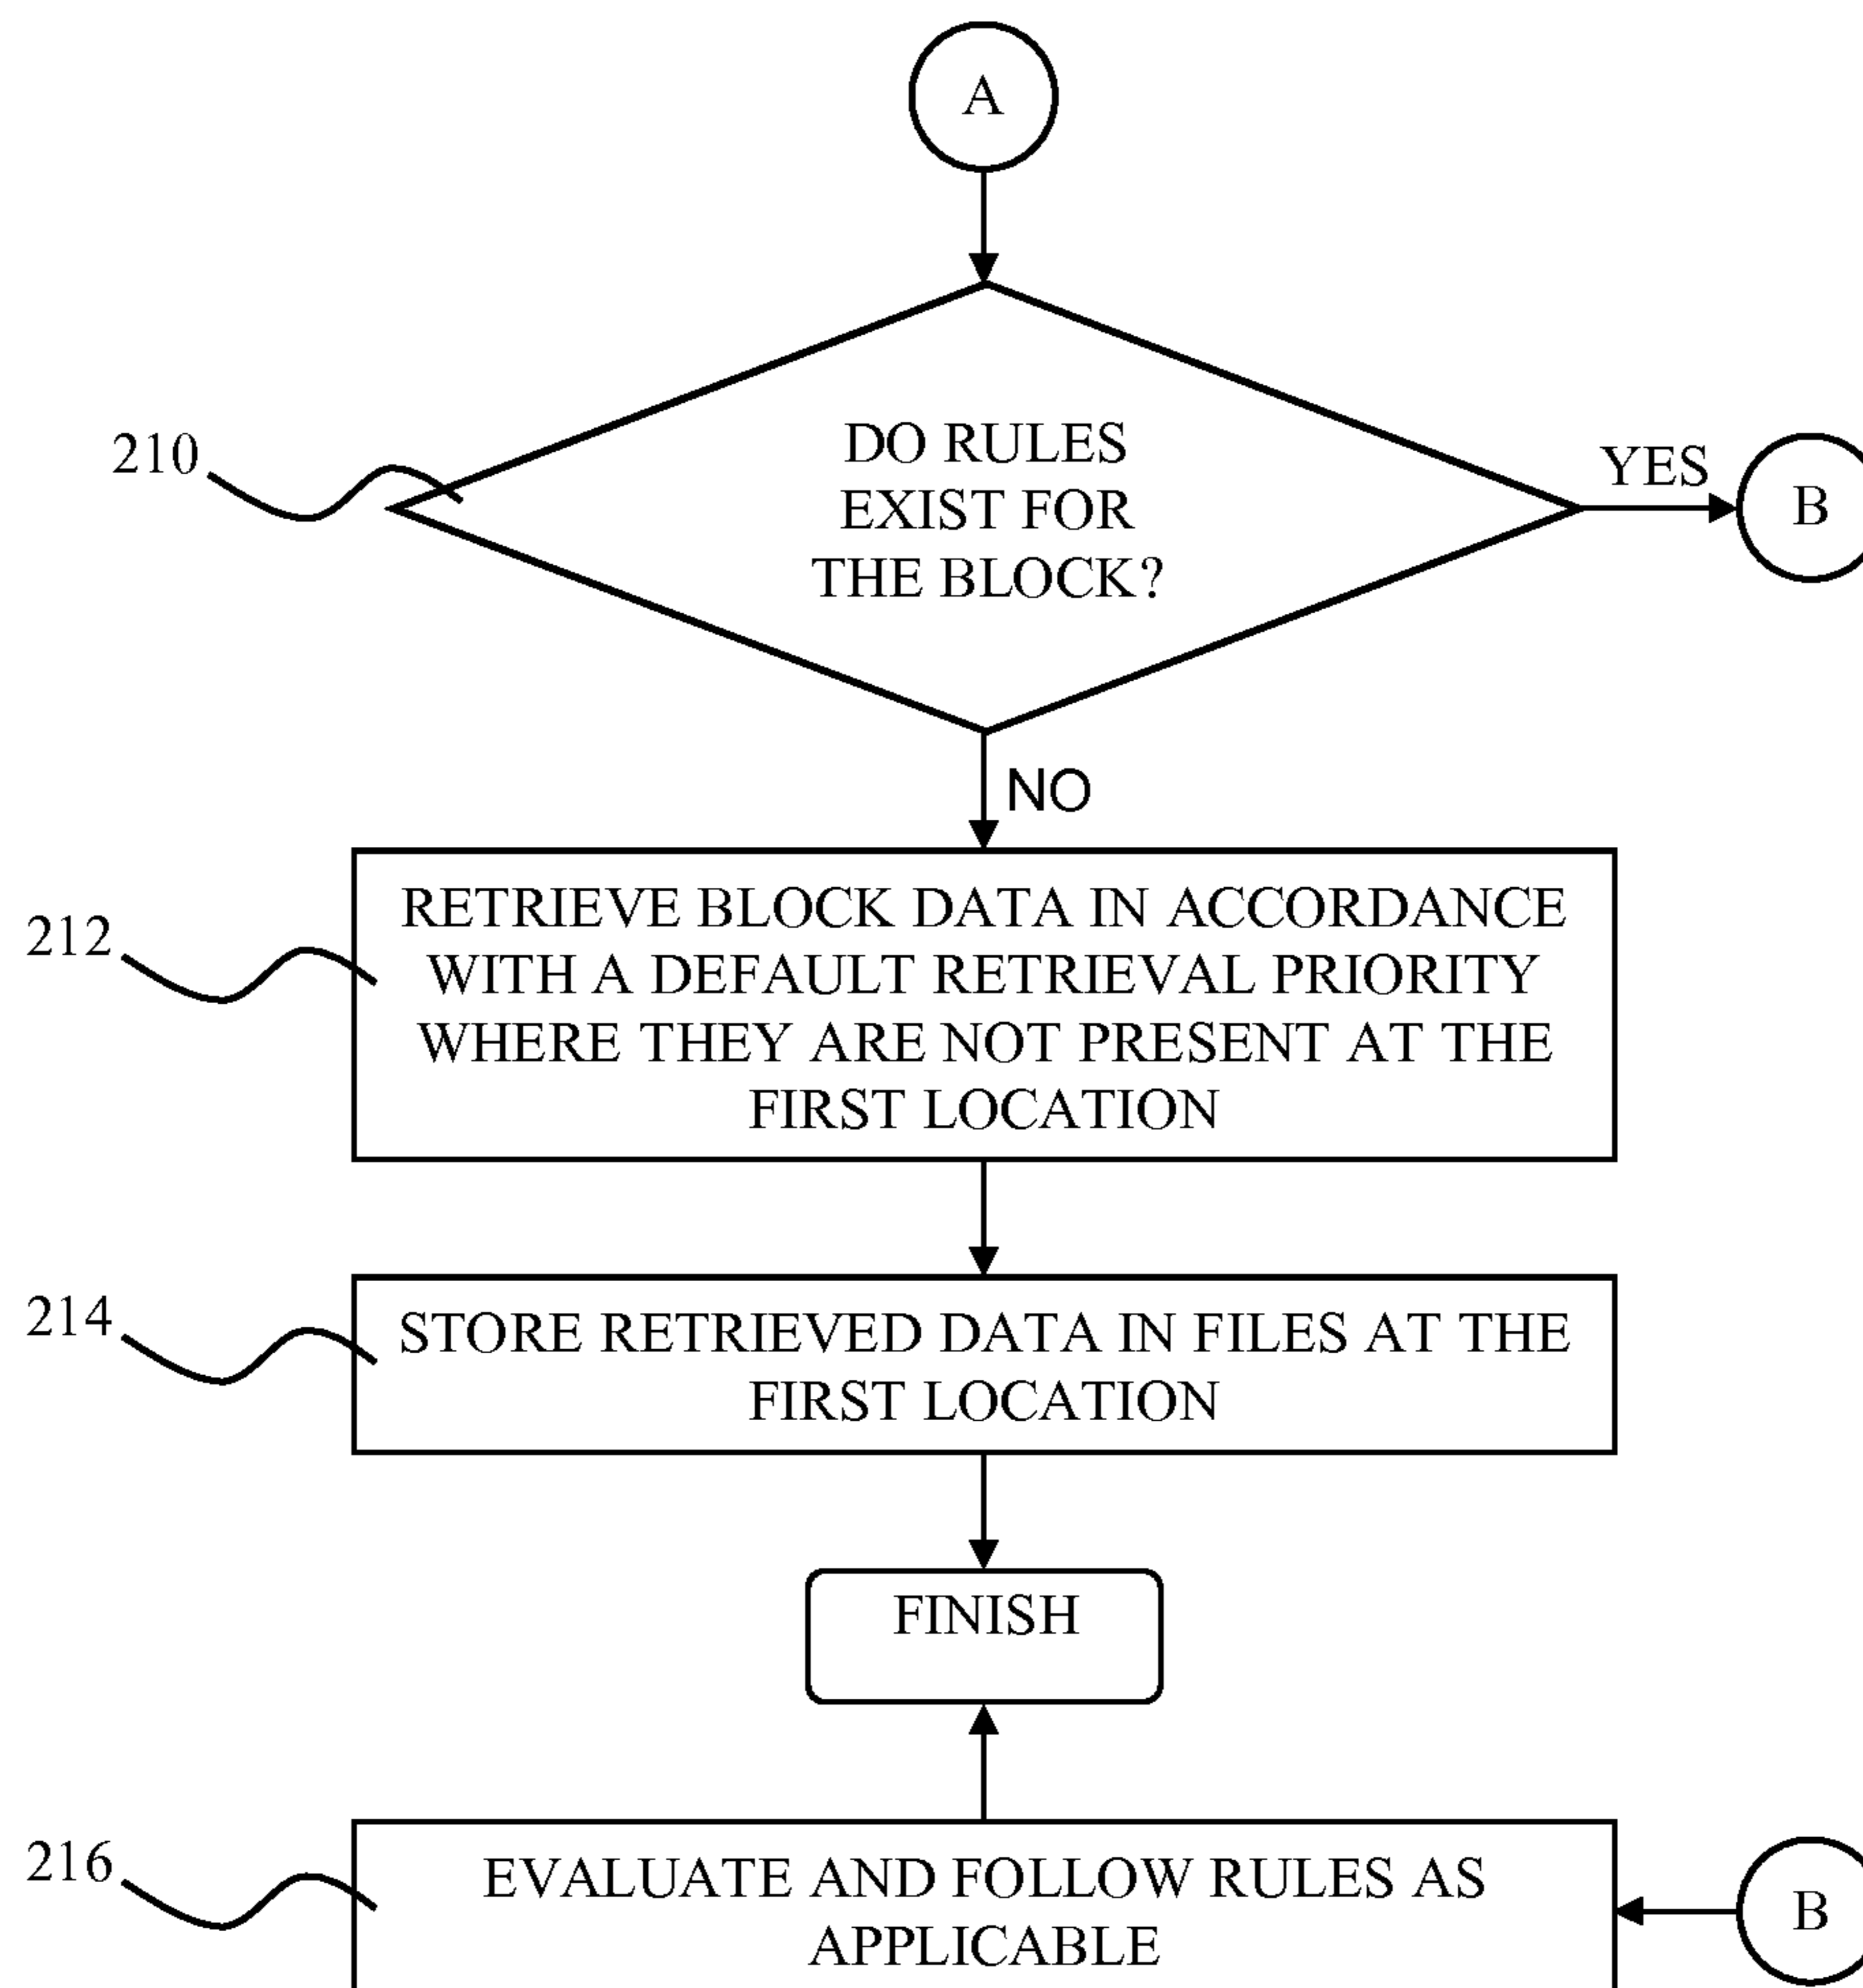 A
210
DO RULES
EXIST FOR
THE BLOCK?
YES
B
NO
212
RETRIEVE BLOCK DATA IN ACCORDANCE
WITH A DEFAULT RETRIEVAL PRIORITY
WHERE THEY ARE NOT PRESENT AT THE
FIRST LOCATION
214
STORE RETRIEVED DATA IN FILES AT THE
FIRST LOCATION
FINISH
216
EVALUATE AND FOLLOW RULES AS
APPLICABLE
B